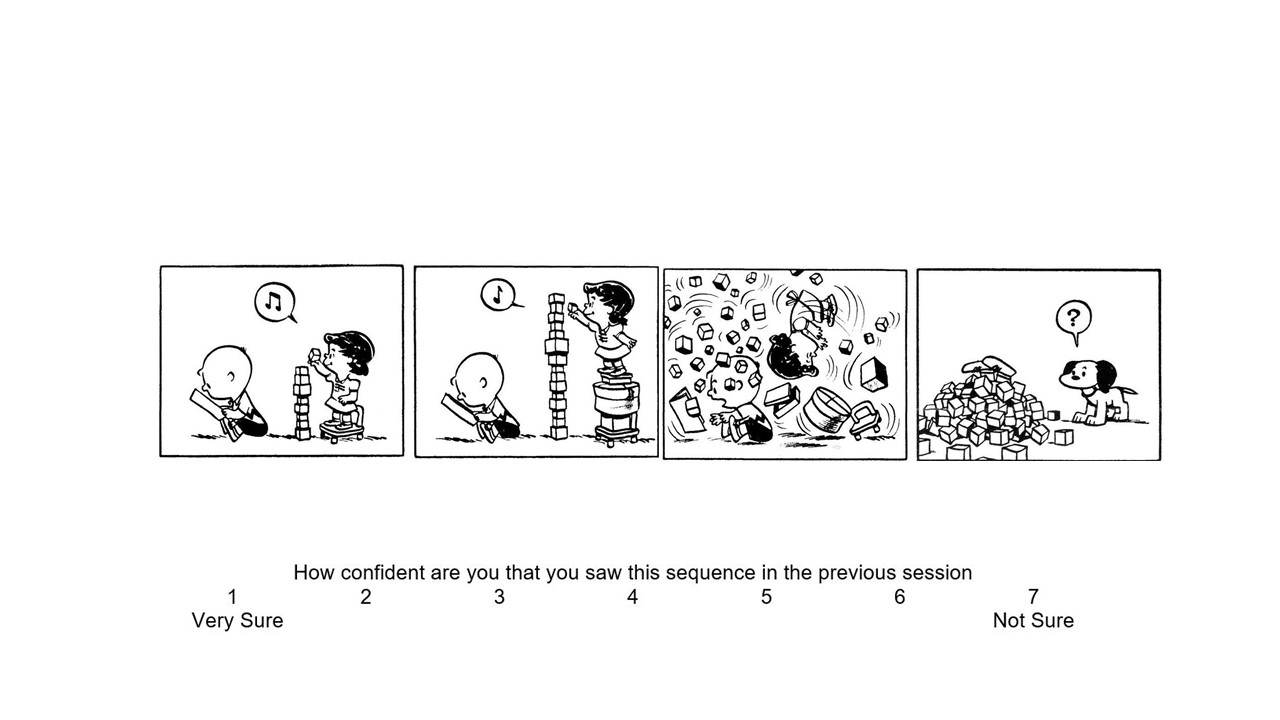 ?
How confident are you that you saw this sequence in the previous session
1 2 3 4 5 6 7
Very Sure Not Sure